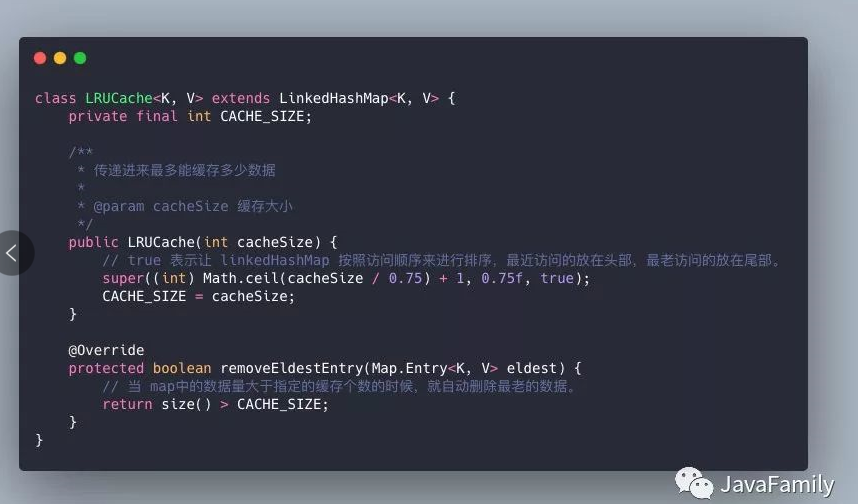 class LRUCache<K, V> extends LinkedHashMap<K, V> {
    private final int CACHE_SIZE;

    /**
     * 传递进来最多能缓存多少数据
     *
     * @param cacheSize 缓存大小
     */
    public LRUCache(int cacheSize) {
        // true 表示让 linkedHashMap 按照访问顺序来进行排序，最近访问的放在头部，最老访问的放在尾部。
        super((int) Math.ceil(cacheSize / 0.75) + 1, 0.75f, true);
        CACHE_SIZE = cacheSize;
    }

    @Override
    protected boolean removeEldestEntry(Map.Entry<K, V> eldest) {
        // 当 map中的数据量大于指定的缓存个数的时候，就自动删除最老的数据。
        return size() > CACHE_SIZE;
    }
}
JavaFamily